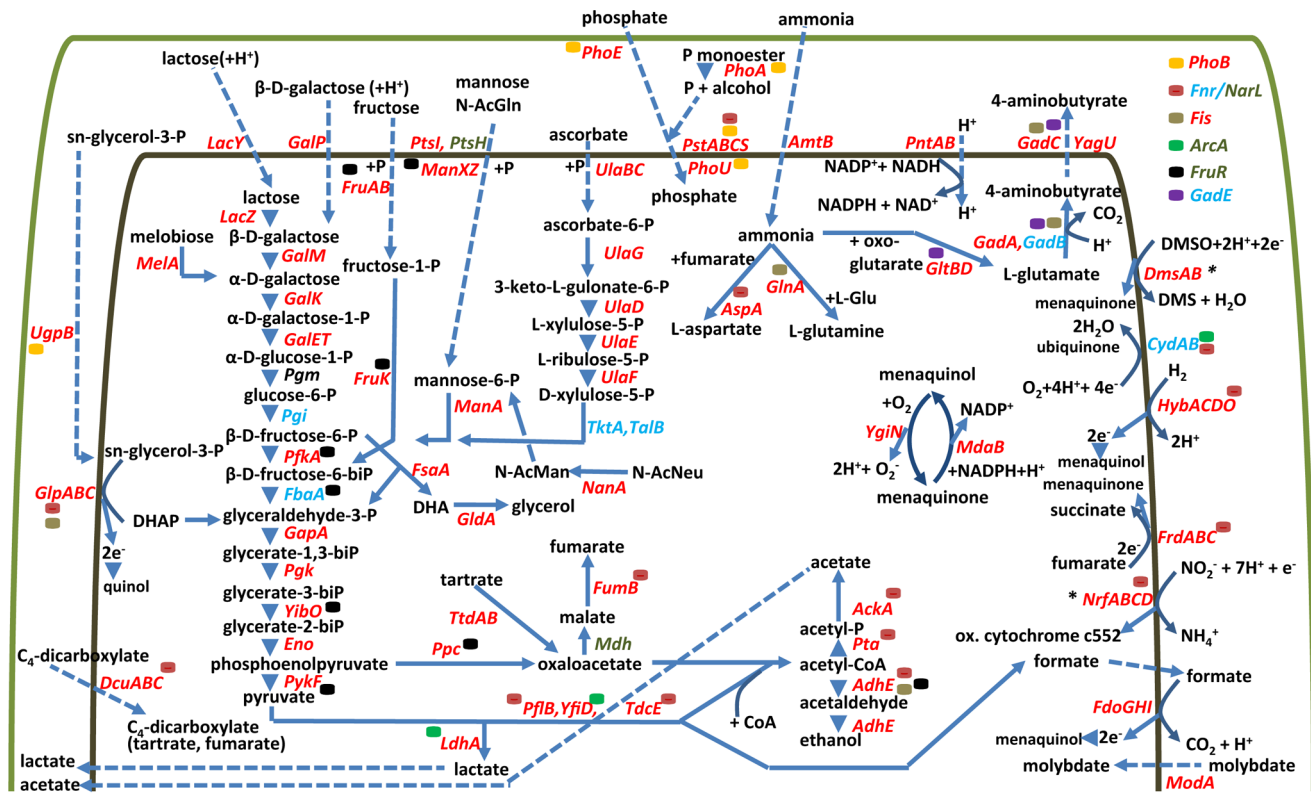 phosphate
ammonia
lactose(+H⁺)
β-D-galactose (+H⁺)
fructose
mannose
N-AcGln
PhoE
P monoester
PhoA
P + alcohol
PhoB
Fnr/NarL
Fis
ArcA
FruR
GadE
sn-glycerol-3-P
LacY
GalP
PtsI, PtsH
ascorbate
PstABCS
AmtB
PntAB
H⁺
4-aminobutyrate
GadC
YagU
+P
FruAB
ManXZ
+P
+P
UlaBC
PhoU
phosphate
NADP⁺ + NADH
NADPH + NAD⁺
H⁺
4-aminobutyrate
CO₂
H⁺
lactose
LacZ
β-D-galactose
melobiose
MelA
GalM
α-D-galactose
GalK
α-D-galactose-1-P
GalET
α-D-glucose-1-P
Pgm
glucose-6-P
Pgi
β-D-fructose-6-P
PfkA
β-D-fructose-6-biP
FbaA
glyceraldehyde-3-P
GapA
glycerate-1,3-biP
Pgk
glycerate-3-biP
YibO
glycerate-2-biP
Eno
phosphoenolpyruvate
PykF
pyruvate
fructose-1-P
FruK
ascorbate-6-P
UlaG
3-keto-L-gulonate-6-P
UlaD
L-xylulose-5-P
UlaE
L-ribulose-5-P
UlaF
D-xylulose-5-P
TktA,TalB
mannose-6-P
ManA
N-AcMan
N-AcNeu
NanA
FsaA
DHA
GldA
glycerol
ammonia
+fumarate
GlnA
AspA
+L-Glu
L-aspartate
L-glutamine
+ oxo-
glutarate
GltBD
GadA,GadB
L-glutamate
DMSO+2H⁺+2e⁻
DmsAB *
menaquinone
DMS + H₂O
2H₂O
ubiquinone
CydAB
O₂+4H⁺+ 4e⁻
H₂
HybACDO
2e⁻
2H⁺
menaquinol
menaquinone
succinate
FrdABC
2e⁻
fumarate
NO₂⁻ + 7H⁺ + e⁻
* NrfABCD
ox. cytochrome c552
NH₄⁺
formate
formate
FdoGHI
menaquinol
2e⁻
CO₂ + H⁺
molybdate
molybdate
ModA
menaquinol
+O₂
NADP⁺
YgiN
MdaB
2H⁺+ O₂⁻
+NADPH+H⁺
menaquinone
UgpB
sn-glycerol-3-P
GlpABC
DHAP
2e⁻
quinol
fumarate
FumB
tartrate
TtdAB
malate
Mdh
Ppc
oxaloacetate
acetate
AckA
acetyl-P
Pta
acetyl-CoA
AdhE
acetaldehyde
AdhE
ethanol
+ CoA
C₄-dicarboxylate
DcuABC
C₄-dicarboxylate
(tartrate, fumarate)
PflB,YfiD,
TdcE
LdhA
lactate
lactate
acetate